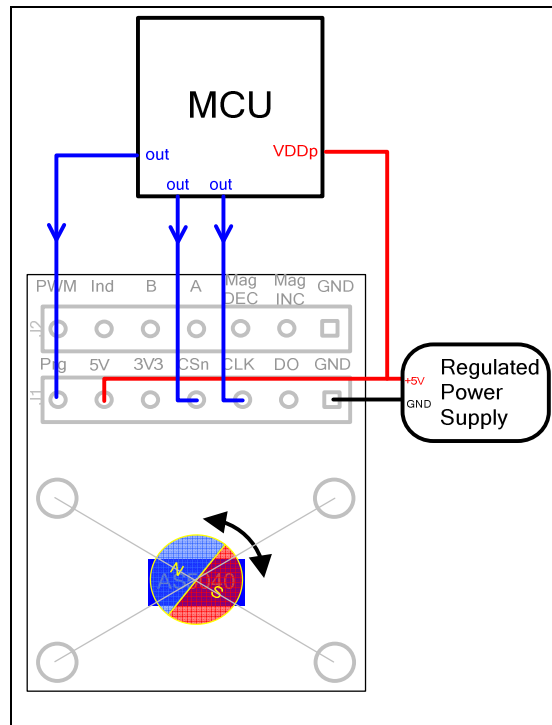 MCU
out
VDDp
out out
PWM Ind B A Mag DEC Mag INC GND
J2
Prg 5V 3V3 CSn CLK DO GND
J1
+5V
GND
Regulated
Power
Supply
N
S
AS5040